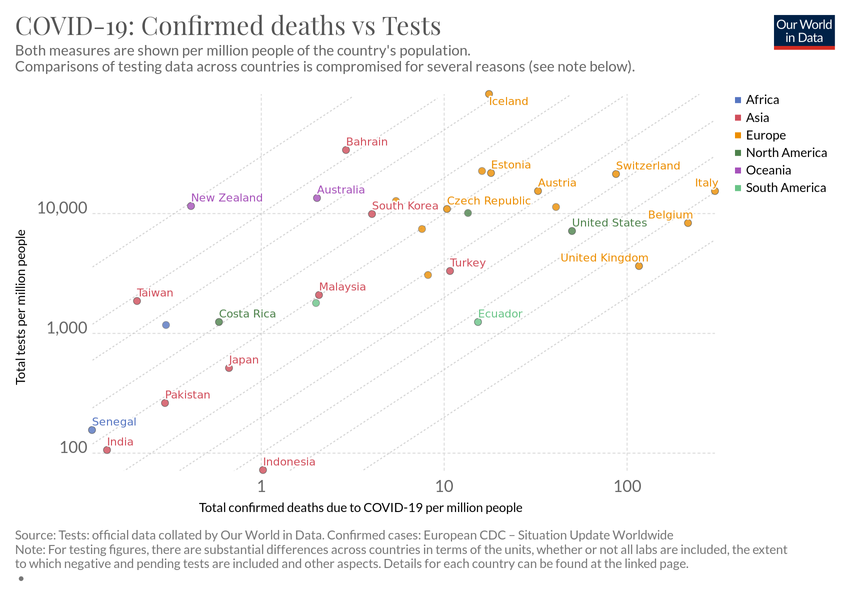 COVID-19: Confirmed deaths vs Tests
Both measures are shown per million people of the country's population.
Comparisons of testing data across countries is compromised for several reasons (see note below).
Our World
in Data
Africa
Asia
Europe
North America
Oceania
South America
Iceland
Bahrain
Estonia
Switzerland
Austria
Italy
New Zealand
Australia
South Korea
Czech Republic
Belgium
United States
10,000
United Kingdom
Turkey
Taiwan
Malaysia
Costa Rica
Ecuador
1,000
Japan
Pakistan
Senegal
India
100
Indonesia
Total tests per million people
1
10
100
Total confirmed deaths due to COVID-19 per million people
Source: Tests: official data collated by Our World in Data. Confirmed cases: European CDC – Situation Update Worldwide
Note: For testing figures, there are substantial differences across countries in terms of the units, whether or not all labs are included, the extent
to which negative and pending tests are included and other aspects. Details for each country can be found at the linked page.
•